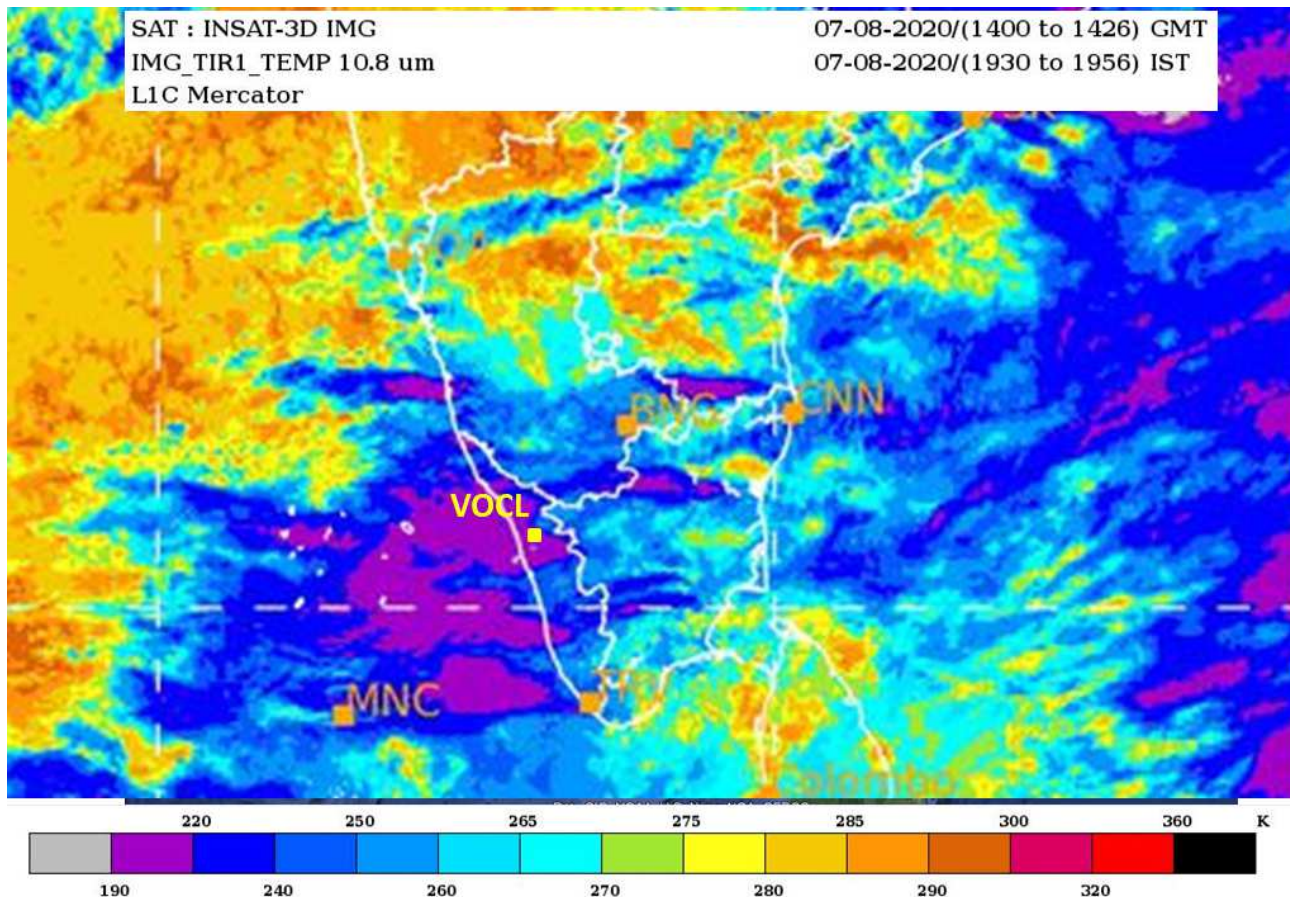 SAT : INSAT-3D IMG
07-08-2020/(1400 to 1426) GMT
IMG_TIR1_TEMP 10.8 um
07-08-2020/(1930 to 1956) IST
L1C Mercator
BNG
CNN
VOCL
MNC
Colombo
220 250 265 275 285 300 360 K
190 240 260 270 280 290 320